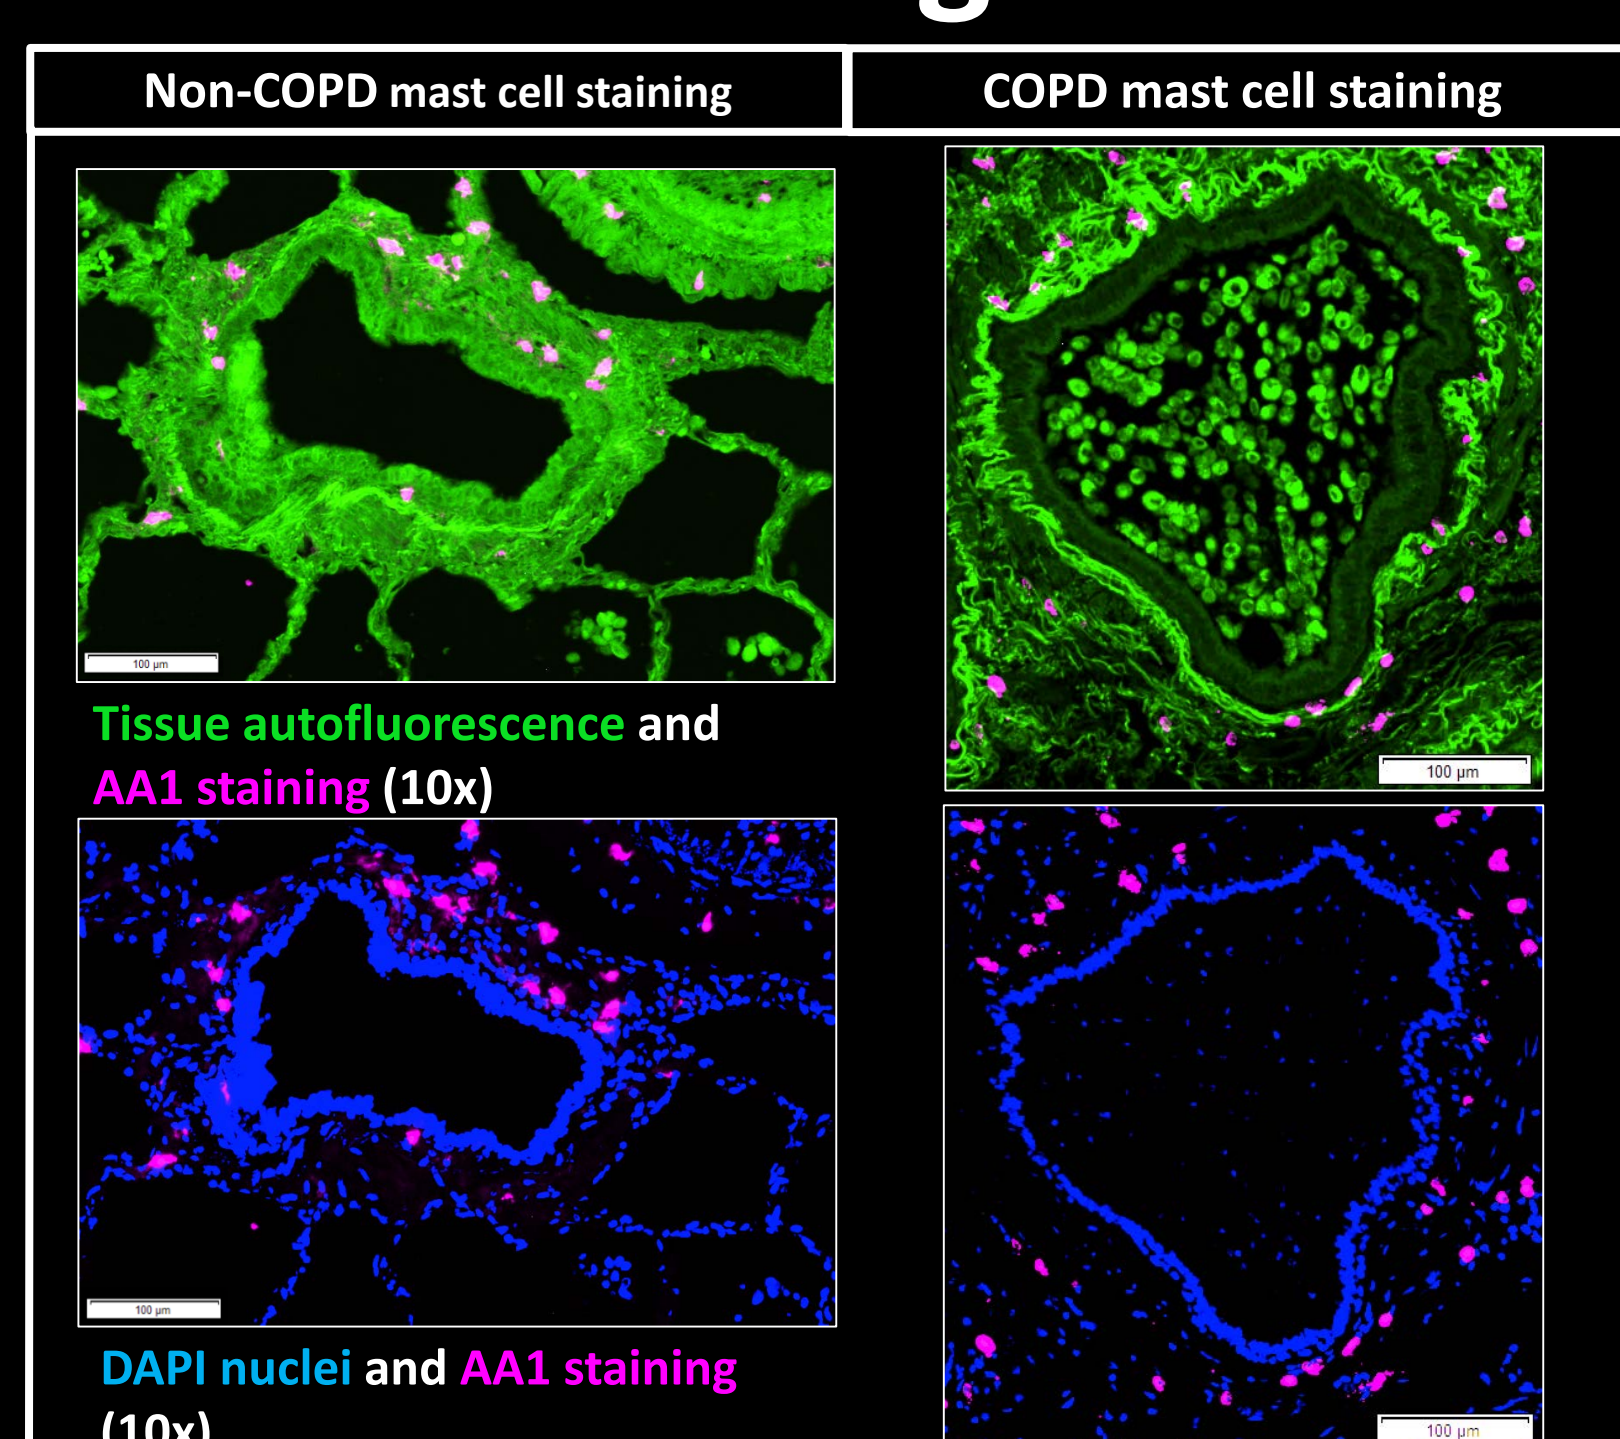 Non-COPD mast cell staining
COPD mast cell staining
100 µm
Tissue autofluorescence and
AA1 staining (10x)
100 µm
100 µm
DAPI nuclei and AA1 staining
(10x)
100 µm